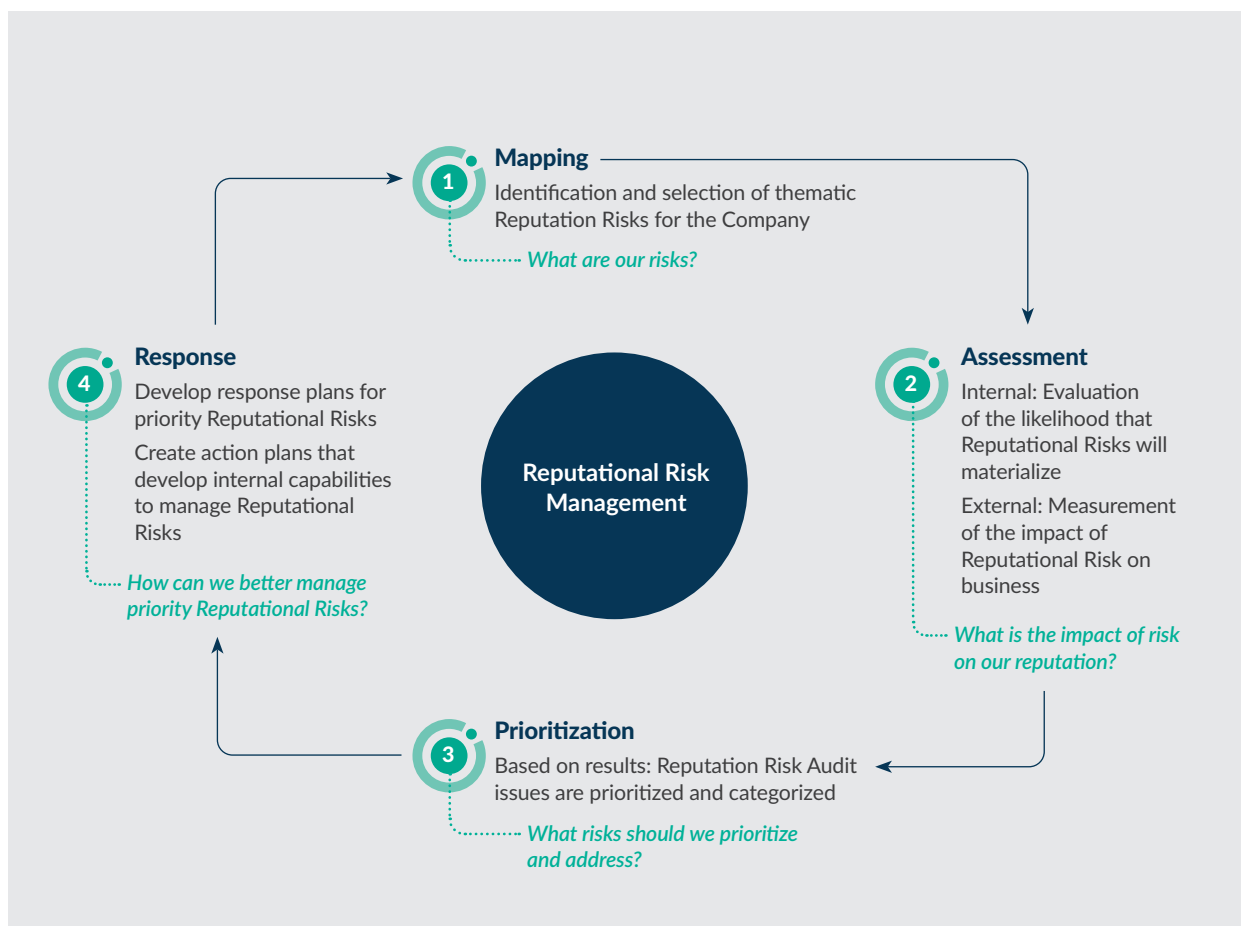 1
Mapping
Identification and selection of thematic
Reputation Risks for the Company
What are our risks?
2
Assessment
Internal: Evaluation
of the likelihood that
Reputational Risks will
materialize
External: Measurement
of the impact of
Reputational Risk on
business
What is the impact of risk
on our reputation?
3
Prioritization
Based on results: Reputation Risk Audit
issues are prioritized and categorized
What risks should we prioritize
and address?
4
Response
Develop response plans for
priority Reputational Risks
Create action plans that
develop internal capabilities
to manage Reputational
Risks
How can we better manage
priority Reputational Risks?
Reputational Risk
Management